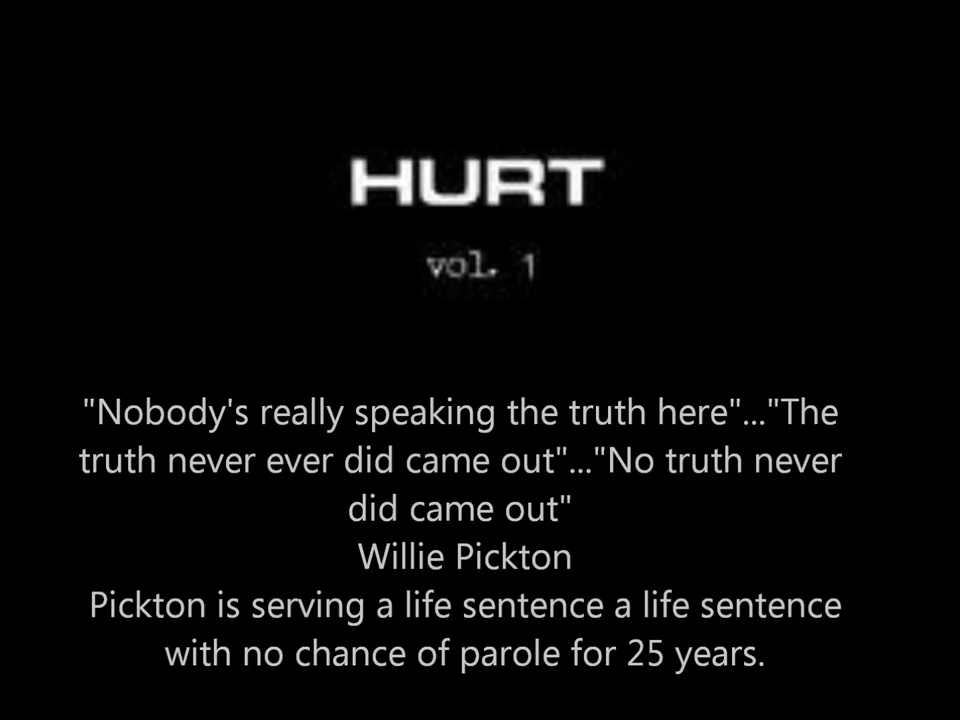 HURT
vol. 1
"Nobody's really speaking the truth here"..."The
truth never ever did came out"..."No truth never
did came out"
Willie Pickton
Pickton is serving a life sentence a life sentence
with no chance of parole for 25 years.